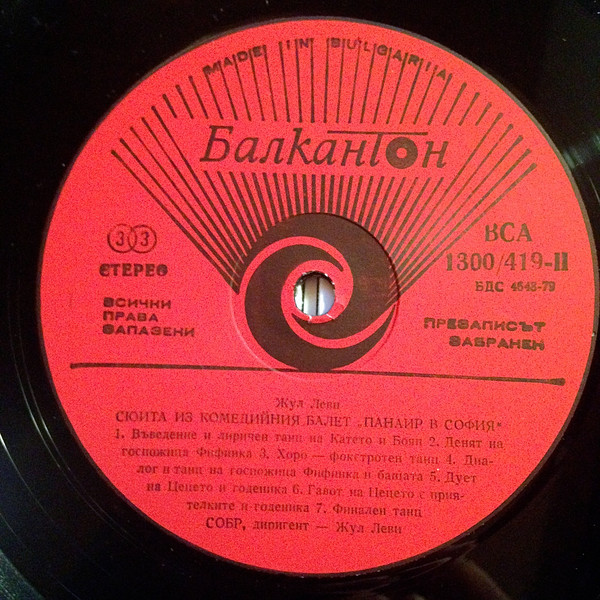 MADE IN BULGARIA
Балкантон
33
СТЕРЕО
ВСИЧКИ
ПРАВА
ЗАПАЗЕНИ
ВСА
1300/419-II
БДС 4643-79
ПРЕЗАПИСЪТ
ЗАБРАНЕН
Жул Леви
СЮИТА ИЗ КОМЕДИЙНИЯ БАЛЕТ „ПАНАИР В СОФИЯ“
1. Въведение и лиричен танц на Катето и Боян 2. Денят на
госпожица Фифинка 3. Хоро — фокстротен танц 4. Диа-
лог и танц на госпожица Фифинка и бащата 5. Дует
на Цецето и годеника 6. Гавот на Цецето с прия-
телките и годеника 7. Финален танц
СОБР, диригент — Жул Леви